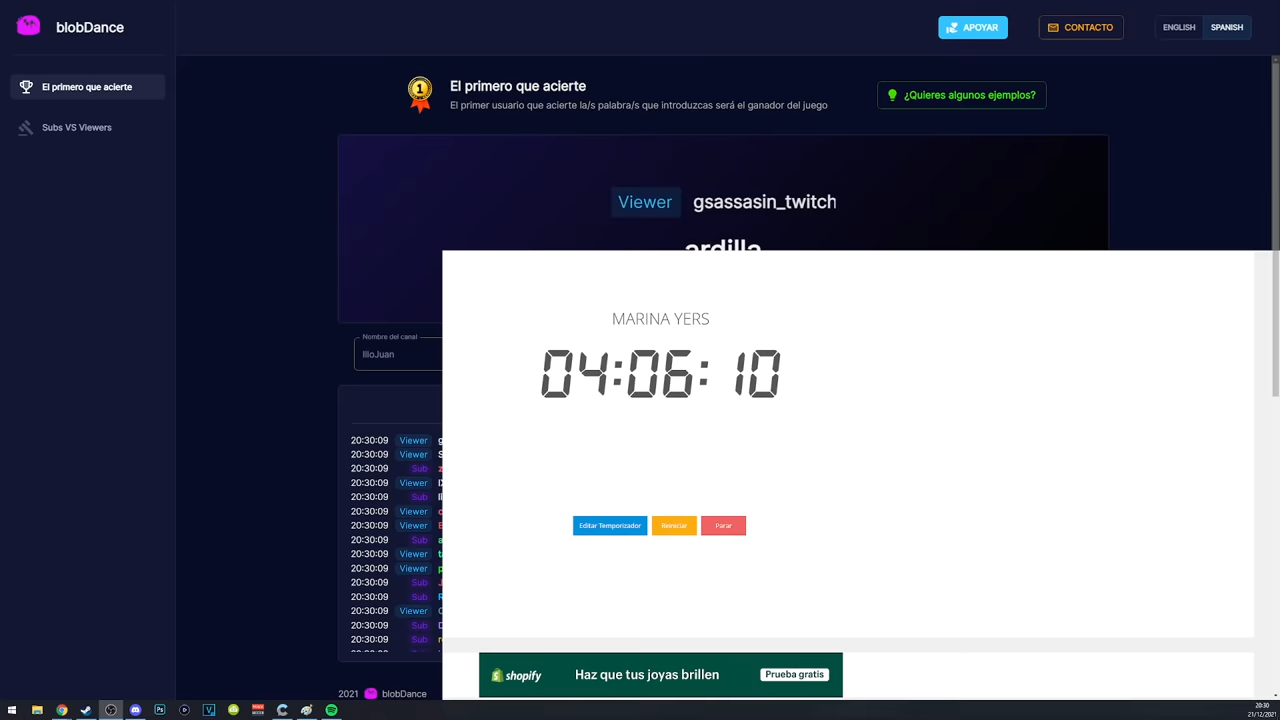 blobDance
APOYAR
CONTACTO
ENGLISH
SPANISH
El primero que acierte
Subs VS Viewers
El primero que acierte
El primer usuario que acierte la/s palabra/s que introduzcas será el ganador del juego
¿Quieres algunos ejemplos?
Viewer gsassasin_twitch
ardilla
Nombre del canal
IlloJuan
MARINA YERS
04:06:10
Editar Temporizador
Reiniciar
Parar
20:30:09 Viewer
20:30:09 Viewer
20:30:09 Sub
20:30:09 Viewer
20:30:09 Sub
20:30:09 Viewer
20:30:09 Viewer
20:30:09 Sub
20:30:09 Viewer
20:30:09 Viewer
20:30:09 Sub
20:30:09 Sub
20:30:09 Viewer
20:30:09 Sub
20:30:09 Sub
shopify
Haz que tus joyas brillen
Prueba gratis
2021 blobDance
20:30
21/12/2021